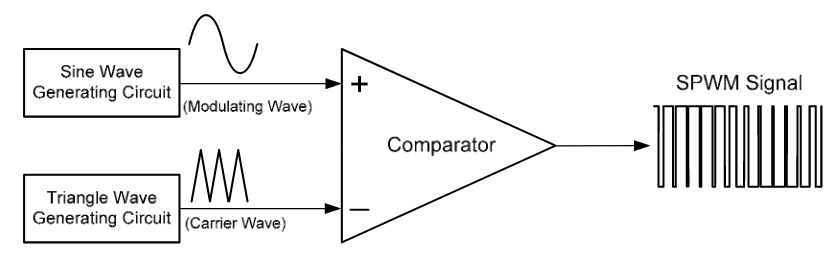 Sine Wave
Generating Circuit
(Modulating Wave)
+
Comparator
SPWM Signal
Triangle Wave
Generating Circuit
(Carrier Wave)
—